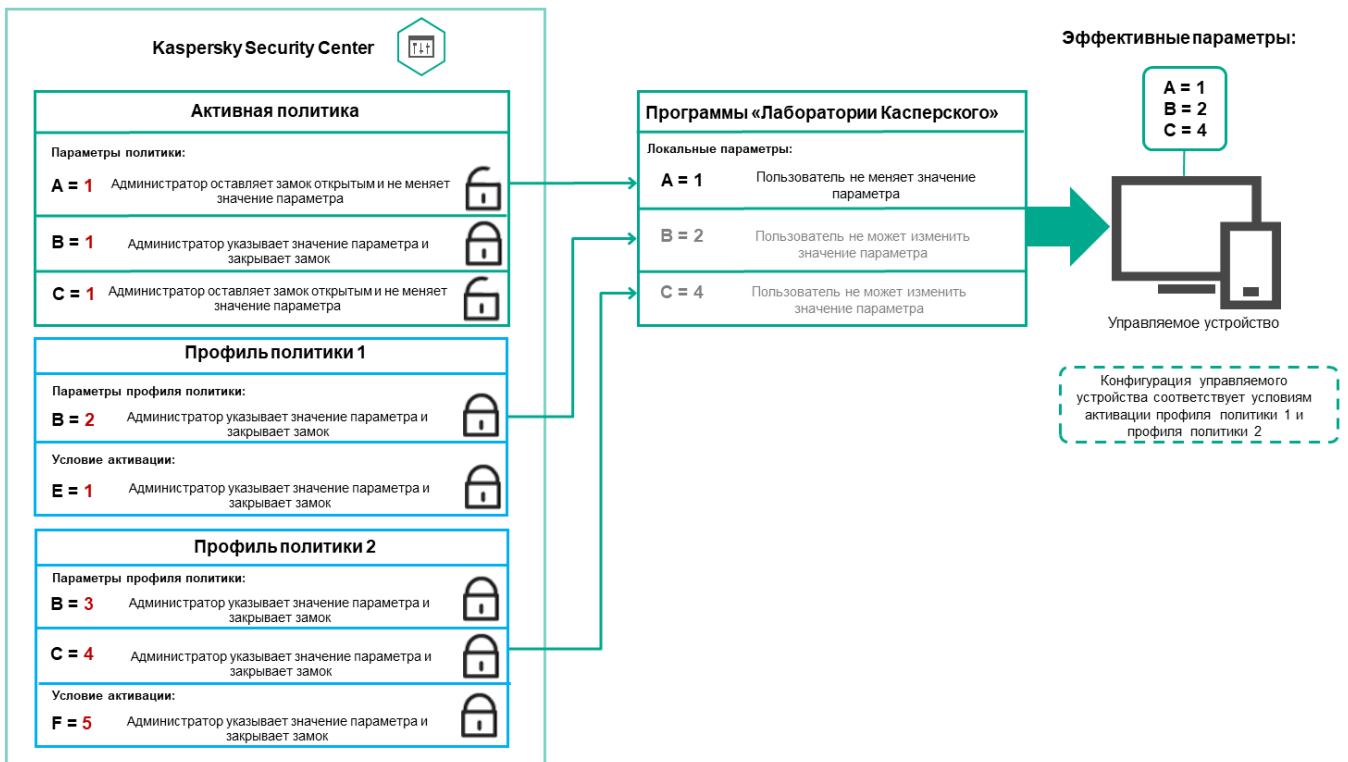 Kaspersky Security Center
Активная политика
Параметры политики:
A = 1
Администратор оставляет замок открытым и не меняет
значение параметра
B = 1
Администратор указывает значение параметра и
закрывает замок
C = 1
Администратор оставляет замок открытым и не меняет
значение параметра
Профиль политики 1
Параметры профиля политики:
B = 2
Администратор указывает значение параметра и
закрывает замок
Условие активации:
E = 1
Администратор указывает значение параметра и
закрывает замок
Профиль политики 2
Параметры профиля политики:
B = 3
Администратор указывает значение параметра и
закрывает замок
C = 4
Администратор указывает значение параметра и
закрывает замок
Условие активации:
F = 5
Администратор указывает значение параметра и
закрывает замок
Программы «Лаборатории Касперского»
Локальные параметры:
A = 1
Пользователь не меняет значение
параметра
B = 2
Пользователь не может изменить
значение параметра
C = 4
Пользователь не может изменить
значение параметра
Эффективные параметры:
A = 1
B = 2
C = 4
Управляемое устройство
Конфигурация управляемого
устройства соответствует условиям
активации профиля политики 1 и
профиля политики 2